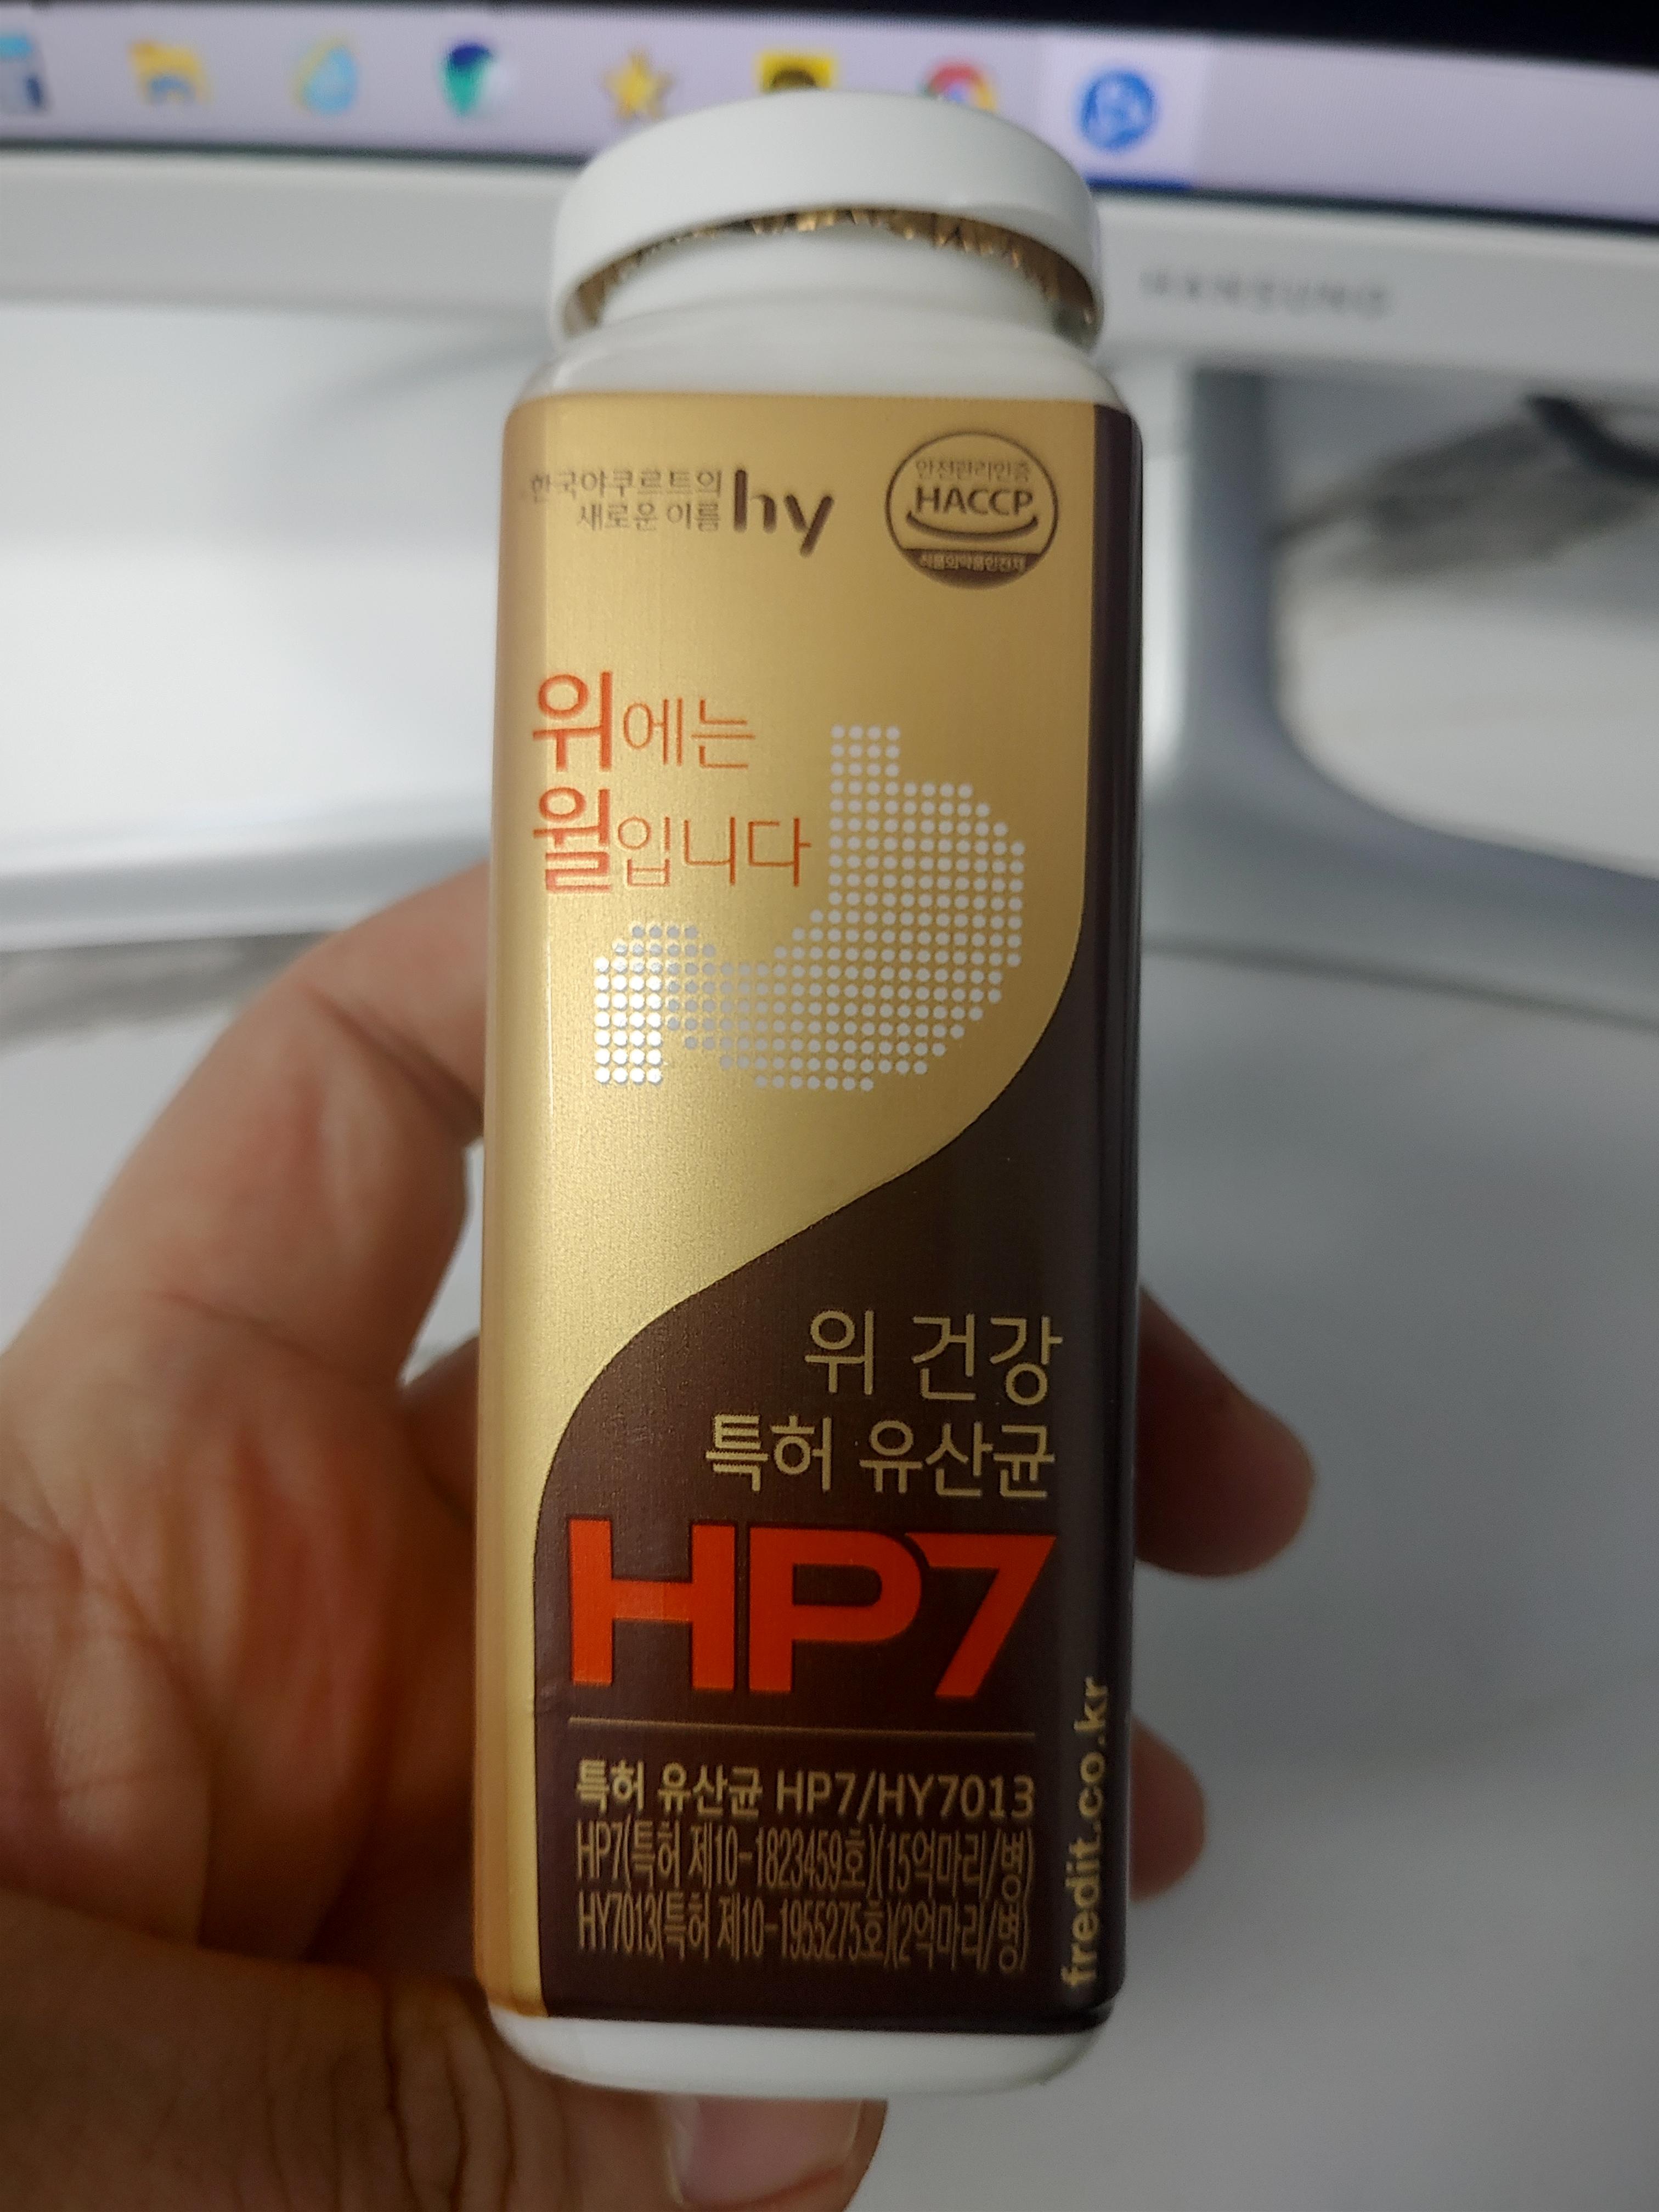 한국야쿠르트의
새로운 이름 hy
안전관리인증
HACCP
식품의약품안전처
위에는
윌입니다
위 건강
특허 유산균
HP7
특허 유산균 HP7/HY7013
HP7(특허 제10-1823459호)(15억마리/병)
HY7013(특허 제10-1955275호)(2억마리/병)
fredit.co.kr